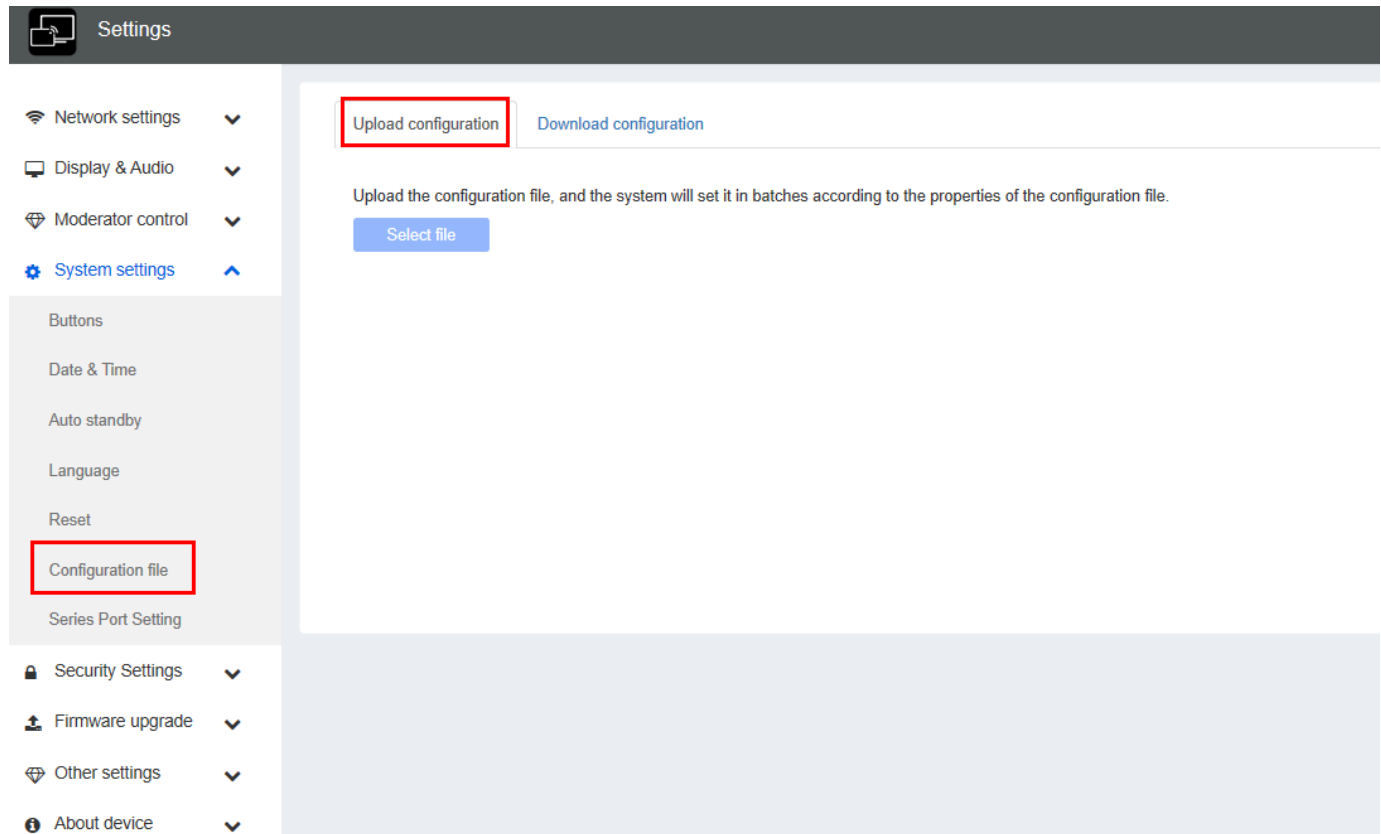 Settings
Network settings
Display & Audio
Moderator control
System settings
Buttons
Date & Time
Auto standby
Language
Reset
Configuration file
Series Port Setting
Security Settings
Firmware upgrade
Other settings
About device
Upload configuration
Download configuration
Upload the configuration file, and the system will set it in batches according to the properties of the configuration file.
Select file